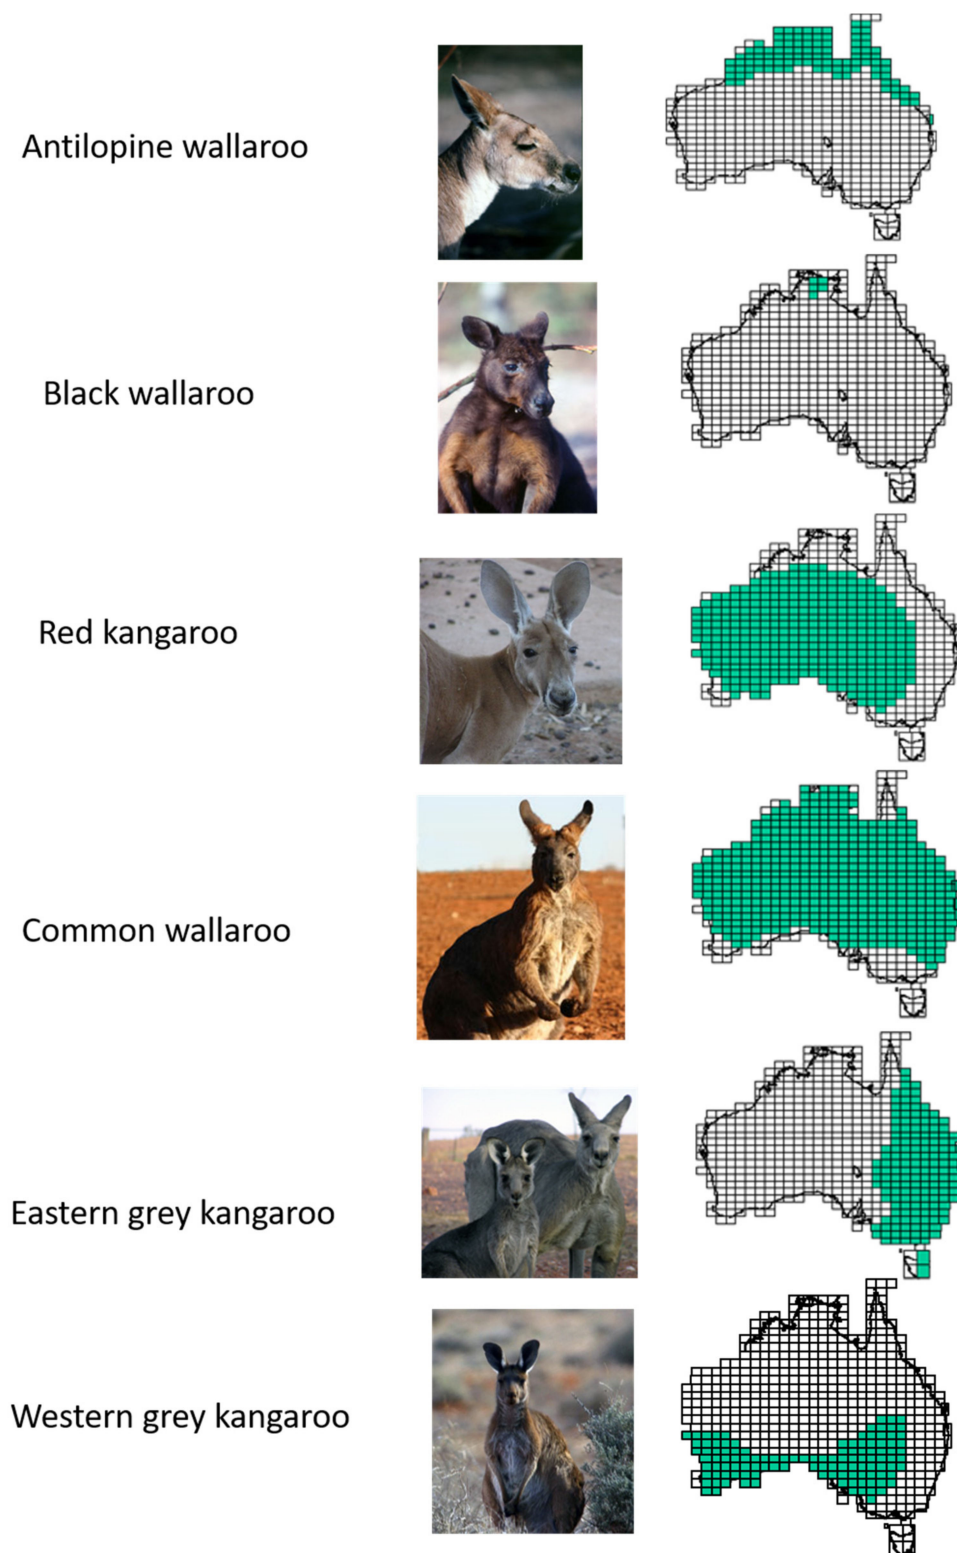 Antilopine wallaroo
Black wallaroo
Red kangaroo
Common wallaroo
Eastern grey kangaroo
Western grey kangaroo